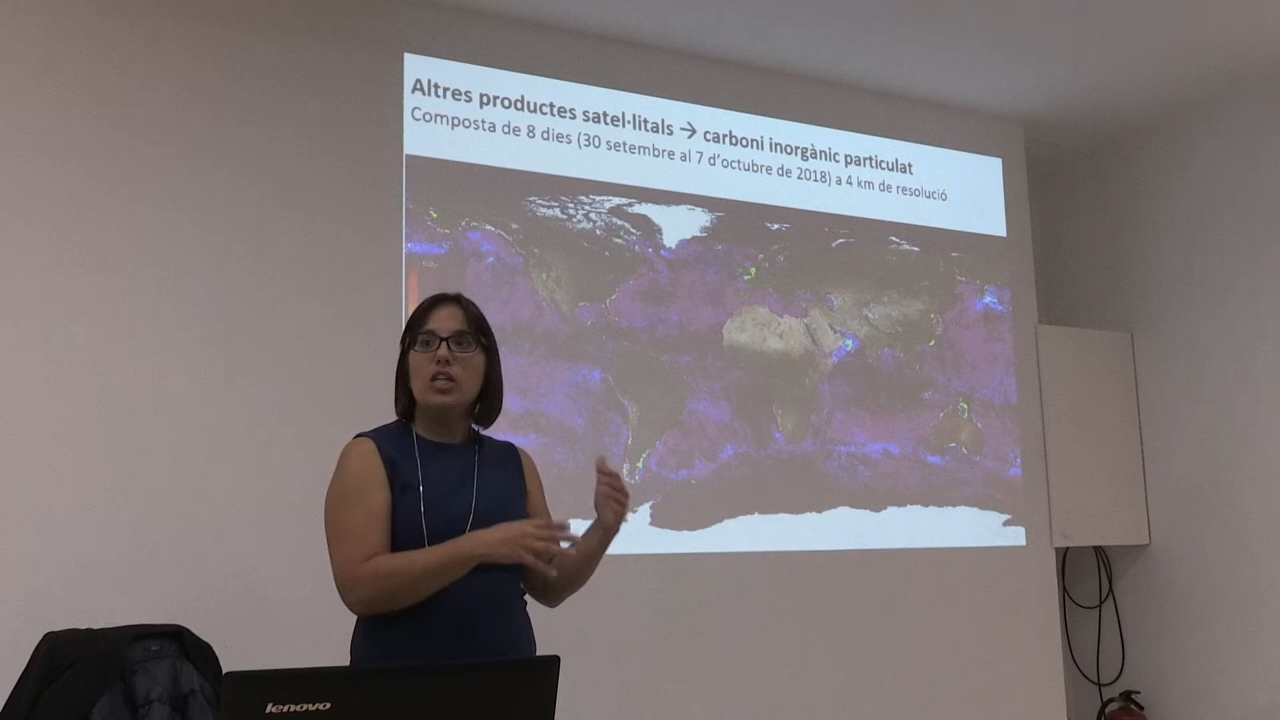 Altres productes satel·litals → carboni inorgànic particulat
Composta de 8 dies (30 setembre al 7 d'octubre de 2018) a 4 km de resolució
lenovo